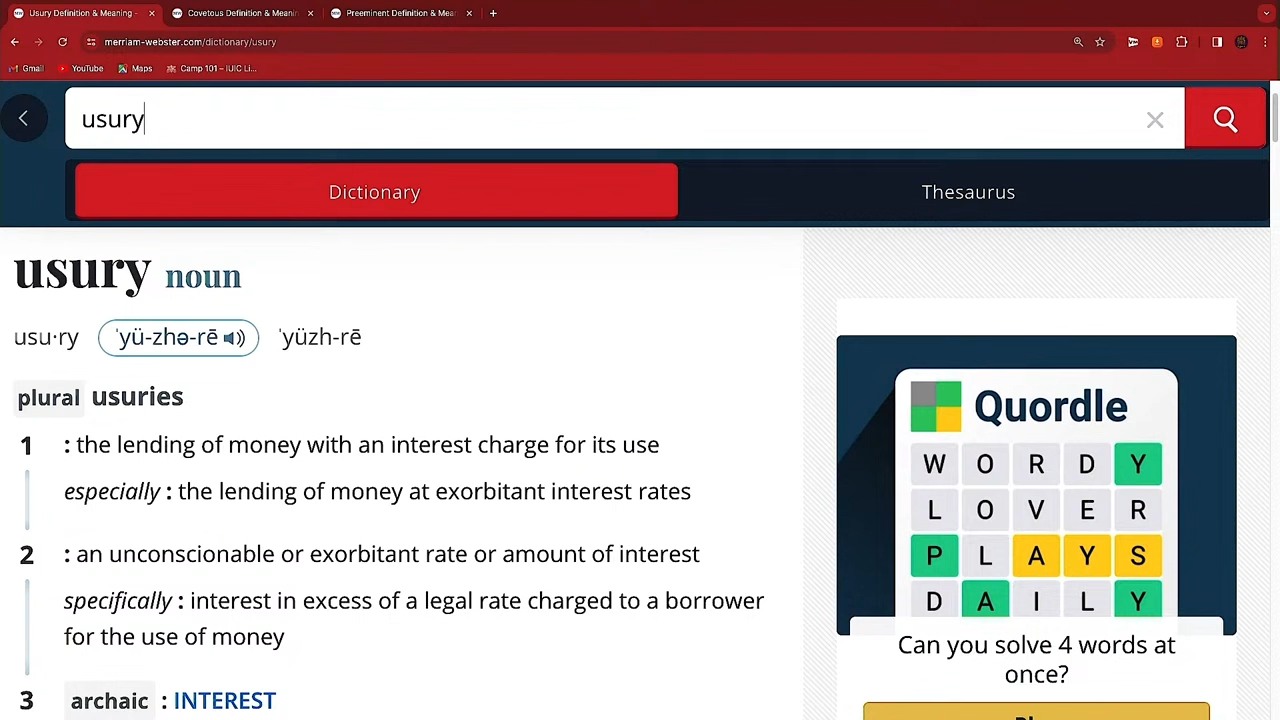 Usury Definition & Meaning -
Covetous Definition & Meanin
Preeminent Definition & Mea
merriam-webster.com/dictionary/usury
Gmail
YouTube
Maps
Camp 101 – IUIC Li...
usury
Dictionary
Thesaurus
usury noun
usu·ry ˈyü-zhə-rē ˈyüzh-rē
plural usuries
1 : the lending of money with an interest charge for its use
especially : the lending of money at exorbitant interest rates
2 : an unconscionable or exorbitant rate or amount of interest
specifically : interest in excess of a legal rate charged to a borrower
for the use of money
3 archaic : INTEREST
Quordle
W O R D Y
L O V E R
P L A Y S
D A I L Y
Can you solve 4 words at
once?